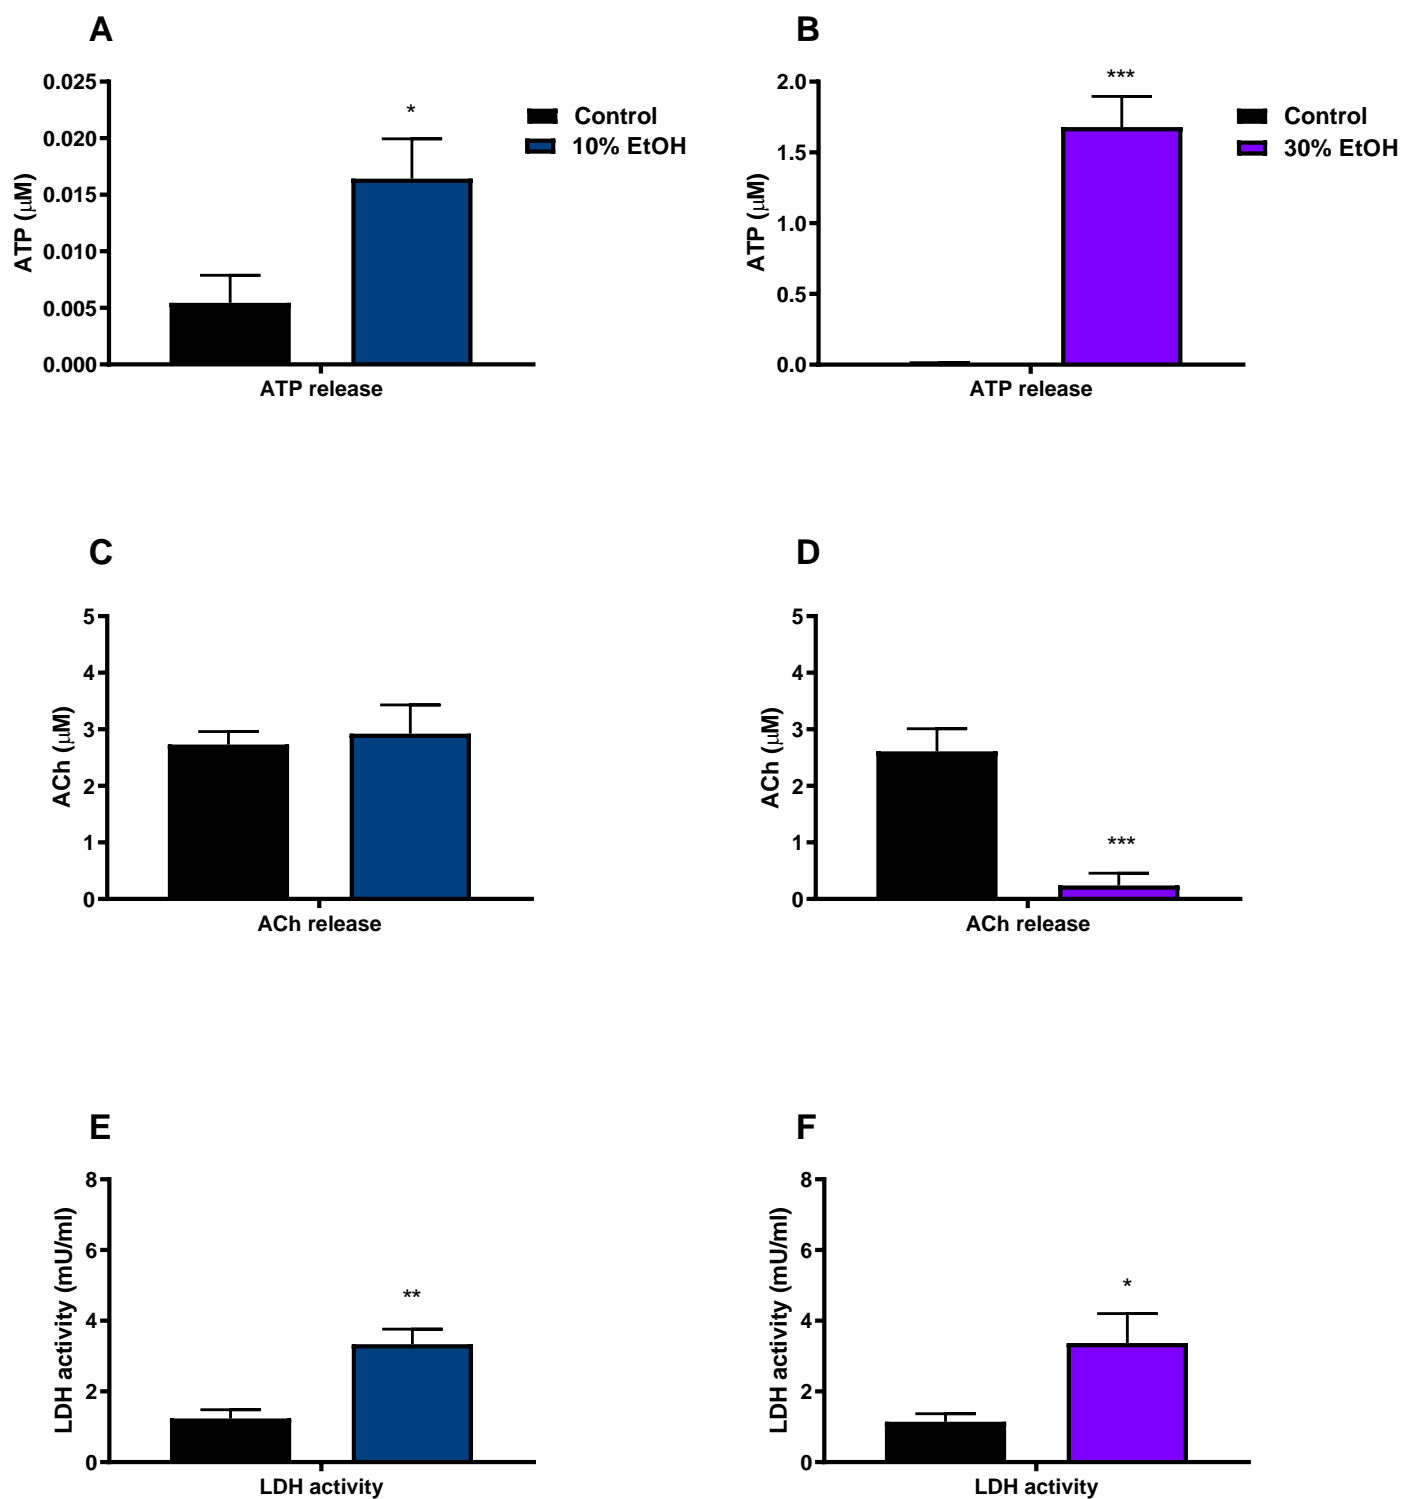 A
0.025
0.020
0.015
0.010
0.005
0.000
ATP (μM)
*
ATP release
Control
10% EtOH
B
2.0
1.5
1.0
0.5
0.0
ATP (μM)
***
ATP release
Control
30% EtOH
C
5
4
3
2
1
0
ACh (μM)
ACh release
D
5
4
3
2
1
0
ACh (μM)
***
ACh release
E
8
6
4
2
0
LDH activity (mU/ml)
**
LDH activity
F
8
6
4
2
0
LDH activity (mU/ml)
*
LDH activity